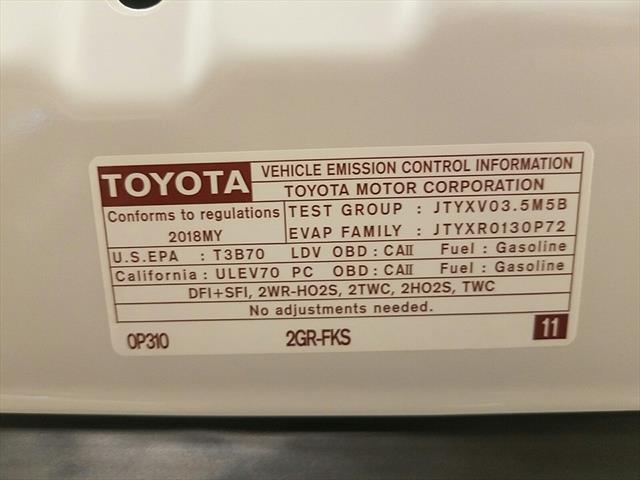 TOYOTA VEHICLE EMISSION CONTROL INFORMATION
TOYOTA MOTOR CORPORATION
Conforms to regulations TEST GROUP : JTYXV03.5M5B
2018MY EVAP FAMILY : JTYXR0130P72
U.S.EPA : T3B70 LDV OBD : CAII Fuel : Gasoline
California : ULEV70 PC OBD : CAII Fuel : Gasoline
DFI+SFI, 2WR-HO2S, 2TWC, 2HO2S, TWC
No adjustments needed.
0P310 2GR-FKS 11